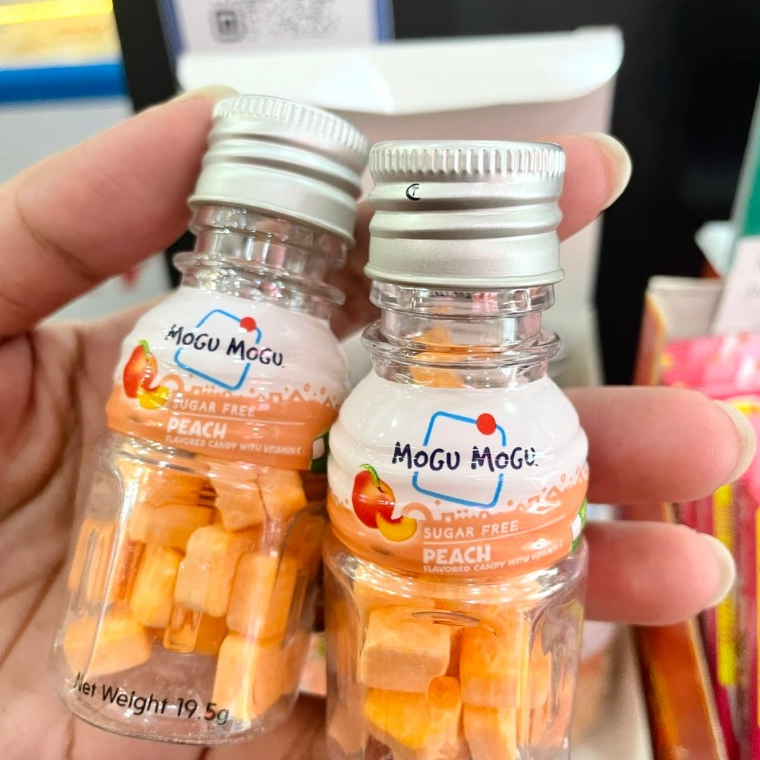 MOGU MOGU.
SUGAR FREE
PEACH
FLAVORED CANDY WITH VITAMIN C
Net Weight 19.5g
MOGU MOGU.
SUGAR FREE
PEACH
FLAVORED CANDY WITH VITAMIN